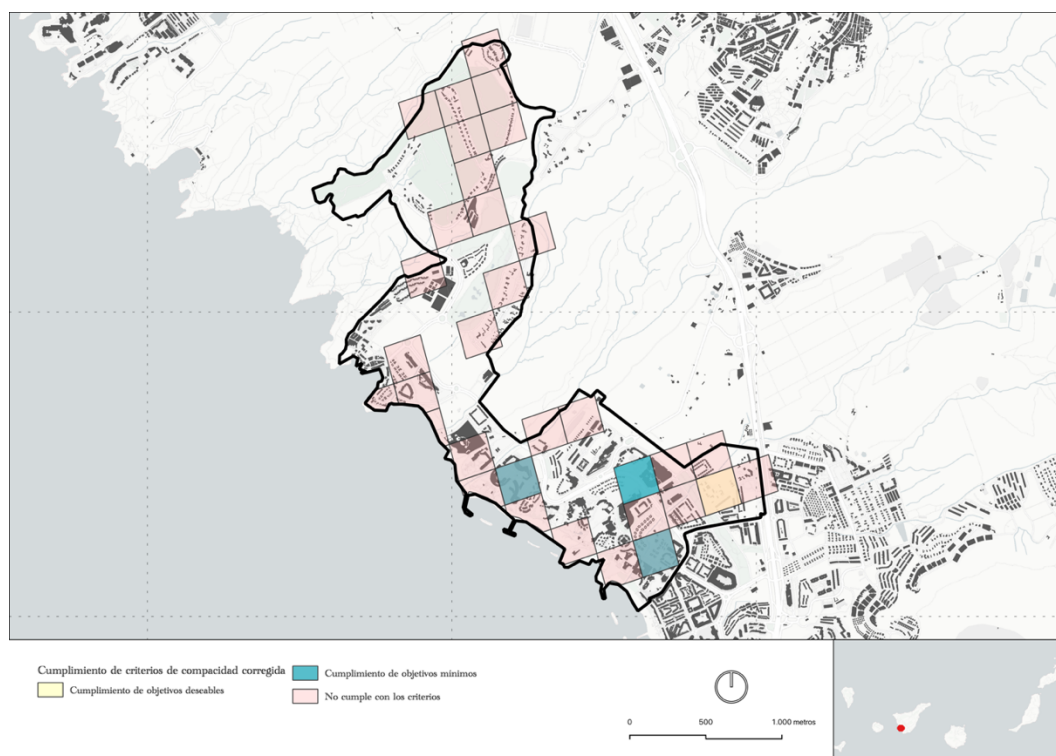 Cumplimiento de criterios de compacidad corregida
Cumplimiento de objetivos deseables
Cumplimiento de objetivos mínimos
No cumple con los criterios
0 500 1.000 metros